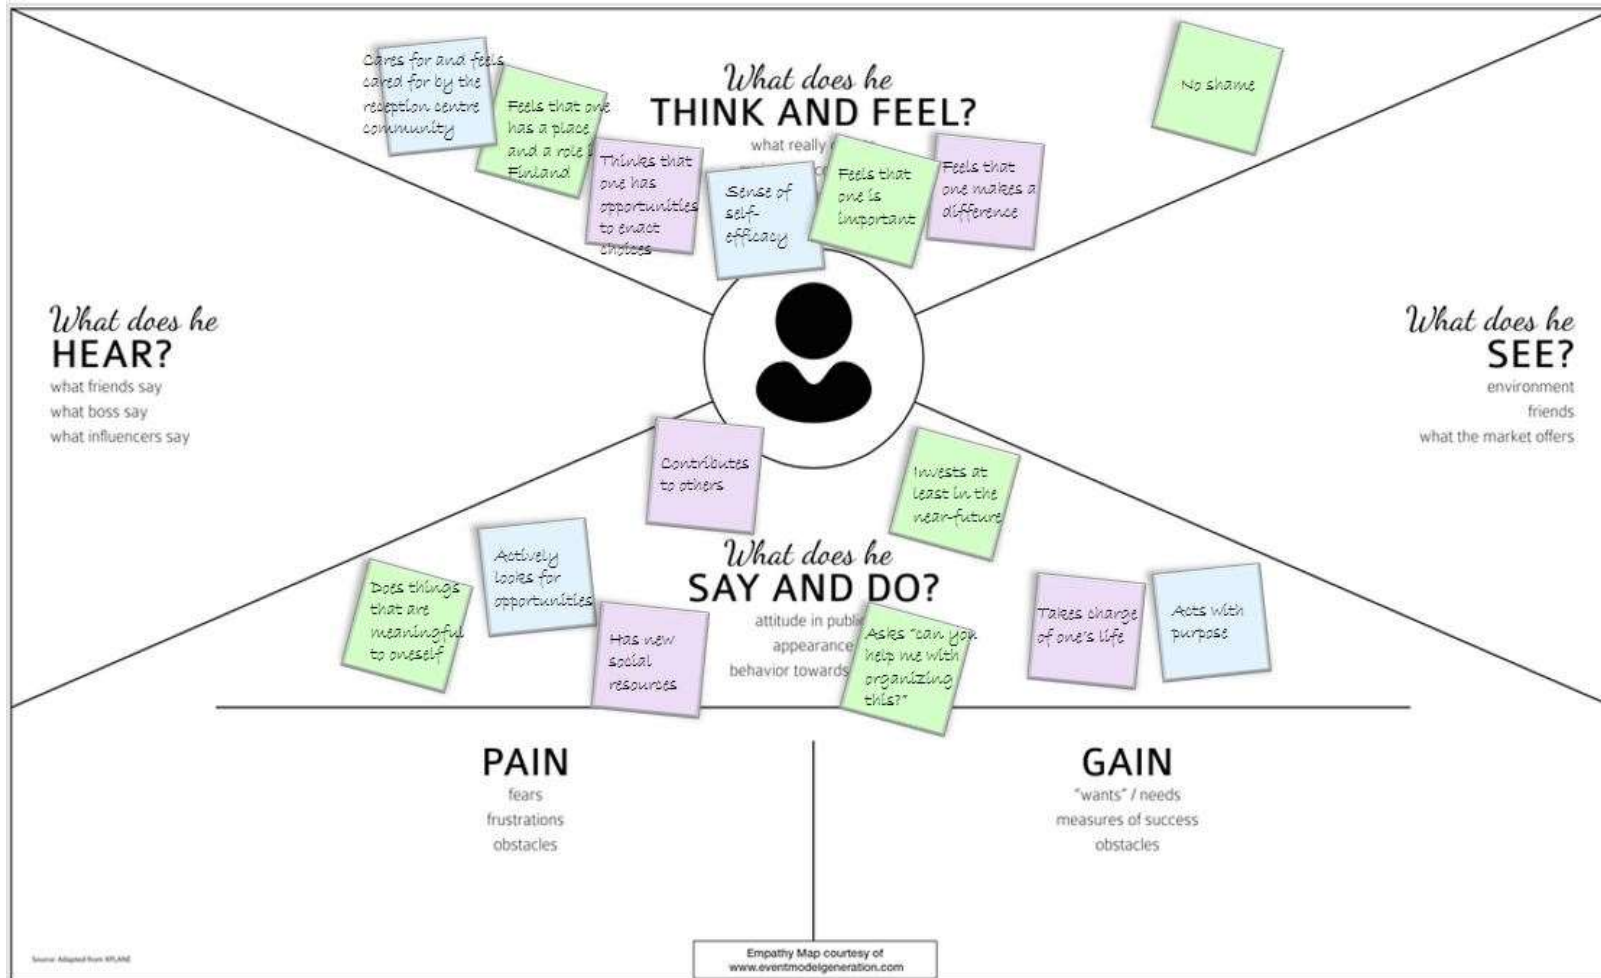 Cares for and feels
cared for by the
reception centre
community
Feels that one
has a place
and a role
Finland
Thinks that
one has
opportunities
to enact
choices
What does he
THINK AND FEEL?
what really
Sense of
self-
efficacy
Feels that
one is
important
Feels that
one makes a
difference
No shame
What does he
HEAR?
what friends say
what boss say
what influencers say
What does he
SEE?
environment
friends
what the market offers
Contributes
to others
Invests at
least in the
near-future
What does he
SAY AND DO?
attitude in public
appearance
behavior towards
Does things
that are
meaningful
to oneself
Actively
looks for
opportunities
Has new
social
resources
Asks "can you
help me with
organizing
this?"
Takes charge
of one's life
Acts with
purpose
PAIN
fears
frustrations
obstacles
GAIN
"wants" / needs
measures of success
obstacles
Source: Adapted from XPLANE
Empathy Map courtesy of
www.eventmodelgeneration.com